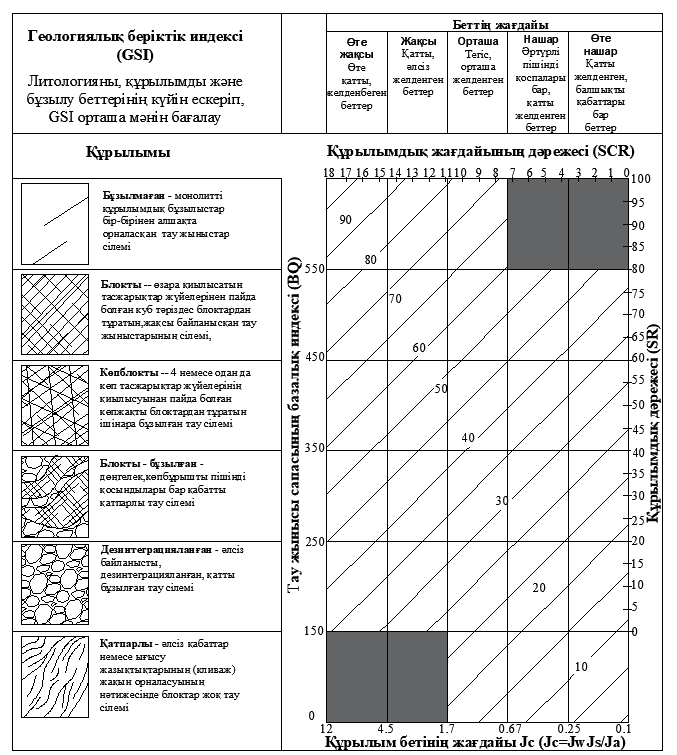 Геологиялық беріктік индексі
(GSI)
Литологияны, құрылымды және
бұзылу беттерінің күйін ескеріп,
GSI орташа мәнін бағалау
Беттің жағдайы
Өте
жақсы
Өте
қатты,
желденбеген
беттер
Жақсы
Қатты,
әлсіз
желденген
беттер
Орташа
Тегіс,
орташа
желденген
беттер
Нашар
Әртүрлі
пішінді
қоспалары
бар,
қатты
желденген
беттер
Өте
нашар
Қатты
желденген,
балшықты
қабаттары
бар
беттер
Құрылымы
Құрылымдық жағдайының дәрежесі (SCR)
18 17 16 15 14 13 12 11 10 9 8 7 6 5 4 3 2 1 0
Бұзылмаған - монолитті
құрылымдық бұзылыстар
бір-бірінен алшақта
орналасқан тау жыныстар
сілемі
Блокты -- өзара қиылысатын
тасжарықтар жүйелерінен пайда
болған куб тәріздес блоктардан
тұратын,жақсы байланысқан тау
жыныстарының сілемі,
Көпблокты -- 4 немесе одан да
көп тасжарықтар жүйелерінің
қиылысуынан пайда болған
көпжақты блоктардан тұратын
ішінара бұзылған тау сілемі
Блокты - бұзылған -
дөңгелек,көпбұрышты пішінді
қосындылары бар қабатты
қатпарлы тау сілемі
Дезинтеграцияланған - әлсіз
байланысты,
дезинтеграцияланған, қатты
бұзылған тау сілемі
Қатпарлы - әлсіз қабаттар
немесе ығысу
жазықтықтарының (кливаж)
жақын орналасуының
нәтижесінде блоктар жоқ тау
сілемі
Тау жынысы сапасының базалық индексі (BQ)
550
450
350
250
150
0
90
80
70
60
50
40
30
20
10
100
95
90
85
80
75
70
65
60
55
50
45
40
35
30
25
20
15
10
5
0
Құрылымдық дәрежесі (SR)
12 4.5 1.7 0.67 0.25 0.1
Құрылым бетінің жағдайы Jc (Jc=JwJs/Ja)